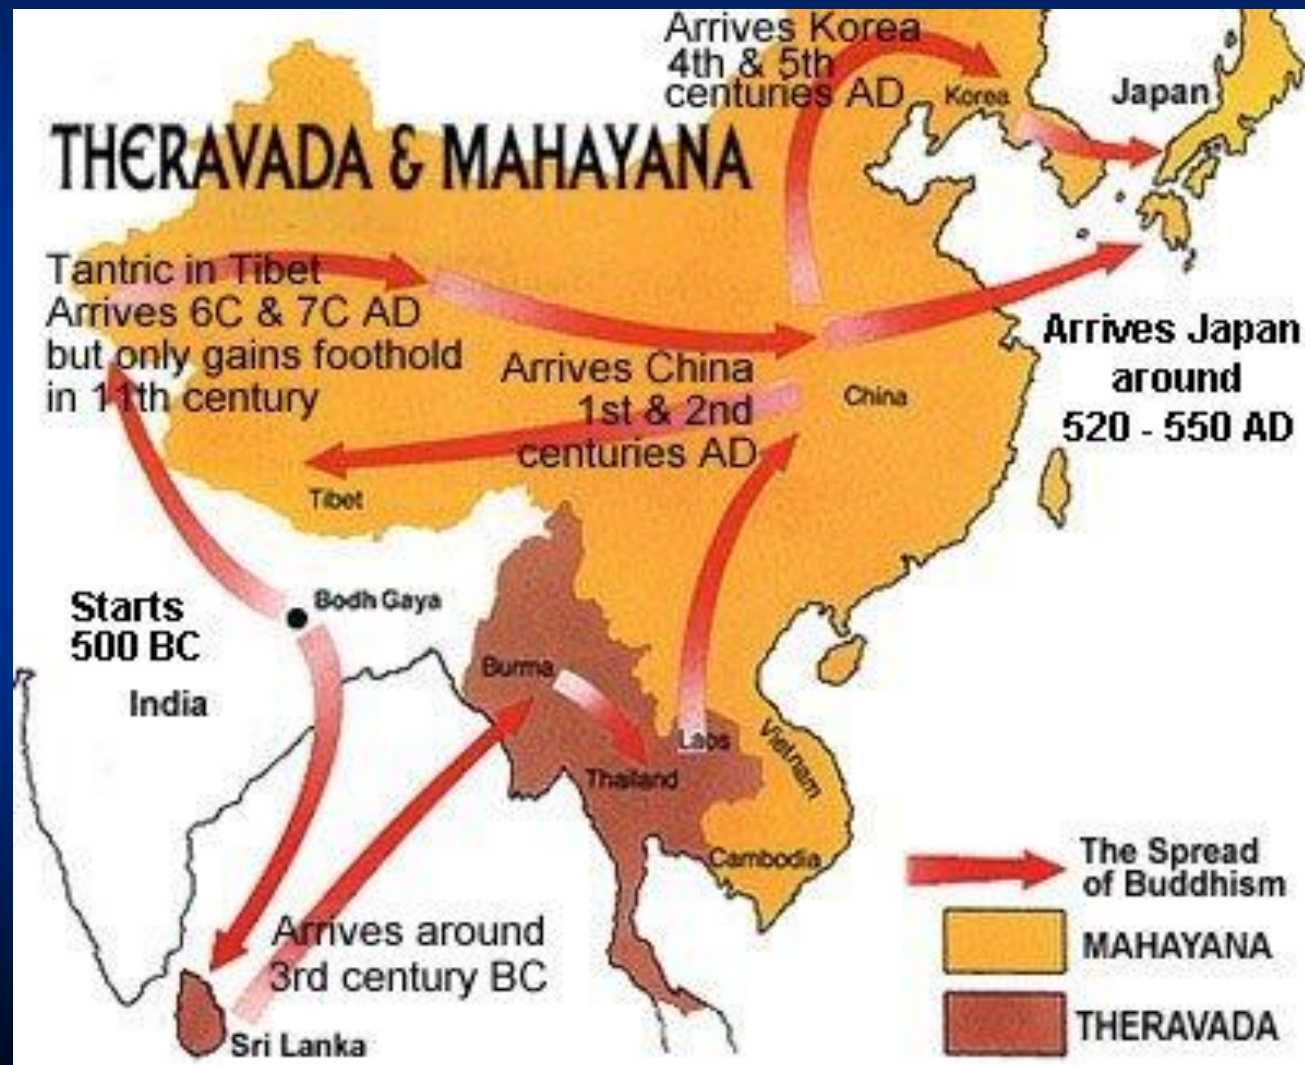 THERAVADA & MAHAYANA
Arrives Korea
4th & 5th
centuries AD
Korea
Japan
Tantric in Tibet
Arrives 6C & 7C AD
but only gains foothold
in 11th century
Arrives China
1st & 2nd
centuries AD
China
Arrives Japan
around
520 - 550 AD
Tibet
Starts
500 BC
Bodh Gaya
India
Burma
Laos
Thailand
Vietnam
Cambodia
Arrives around
3rd century BC
Sri Lanka
The Spread
of Buddhism
MAHAYANA
THERAVADA